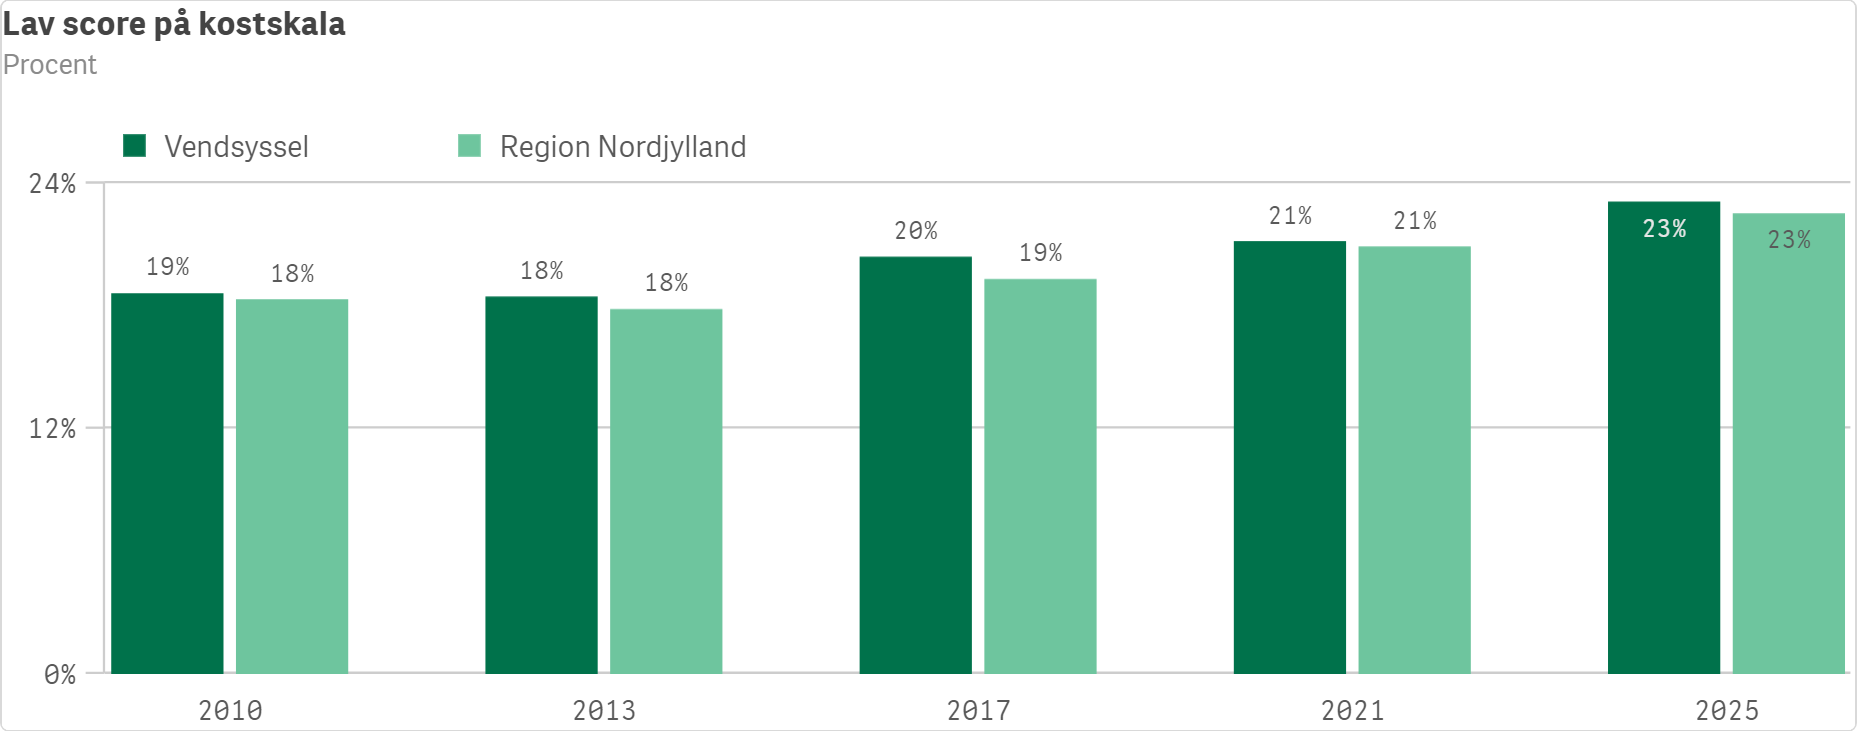 Lav score på kostskala
Procent
Vendsyssel Region Nordjylland
24%
12%
0%
19% 18% 18% 18% 20% 19% 21% 21% 23% 23%
2010 2013 2017 2021 2025